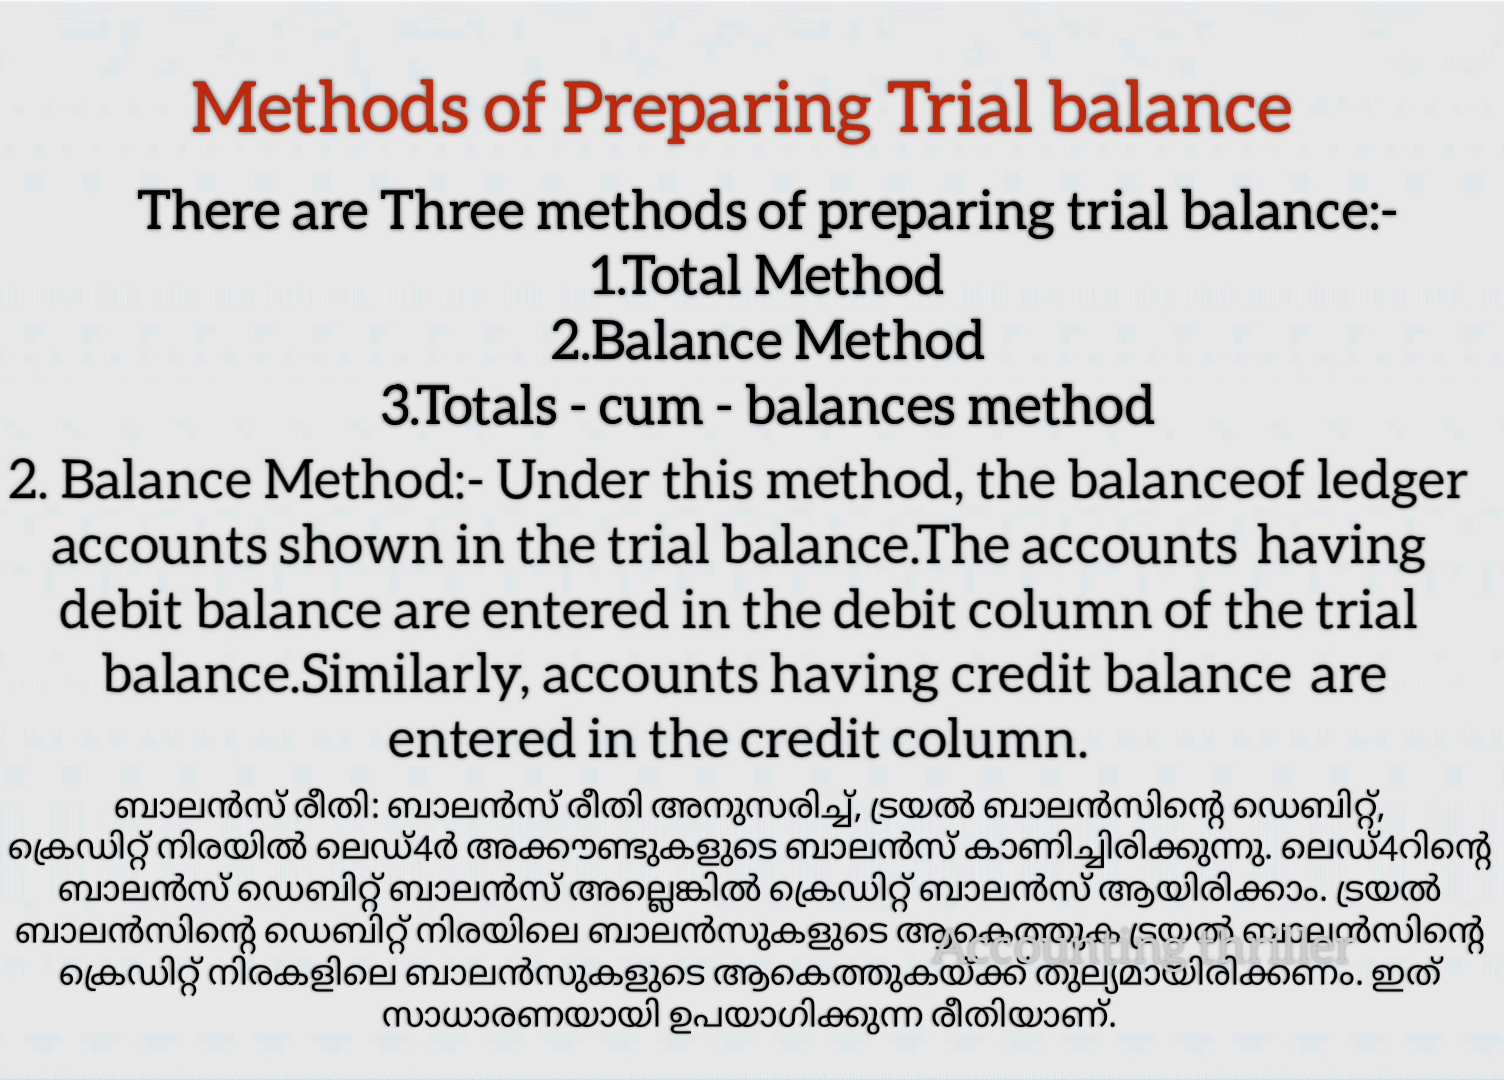 Methods of Preparing Trial balance
There are Three methods of preparing trial balance:-
1.Total Method
2.Balance Method
3.Totals - cum - balances method
2. Balance Method:- Under this method, the balanceof ledger
accounts shown in the trial balance.The accounts having
debit balance are entered in the debit column of the trial
balance.Similarly, accounts having credit balance are
entered in the credit column.
ബാലൻസ് രീതി: ബാലൻസ് രീതി അനുസരിച്ച്, ട്രയൽ ബാലൻസിന്റെ ഡെബിറ്റ്,
ക്രെഡിറ്റ് നിരയിൽ ലെഡ്4ർ അക്കൗണ്ടുകളുടെ ബാലൻസ് കാണിച്ചിരിക്കുന്നു. ലെഡ്4റിന്റെ
ബാലൻസ് ഡെബിറ്റ് ബാലൻസ് അല്ലെങ്കിൽ ക്രെഡിറ്റ് ബാലൻസ് ആയിരിക്കാം. ട്രയൽ
ബാലൻസിന്റെ ഡെബിറ്റ് നിരയിലെ ബാലൻസുകളുടെ ആകെത്തുക ട്രയൽ ബാലൻസിന്റെ
Accounting thriller
ക്രെഡിറ്റ് നിരകളിലെ ബാലൻസുകളുടെ ആകെത്തുകയ്ക്ക് തുല്യമായിരിക്കണം. ഇത്
സാധാരണയായി ഉപയാഗിക്കുന്ന രീതിയാണ്.